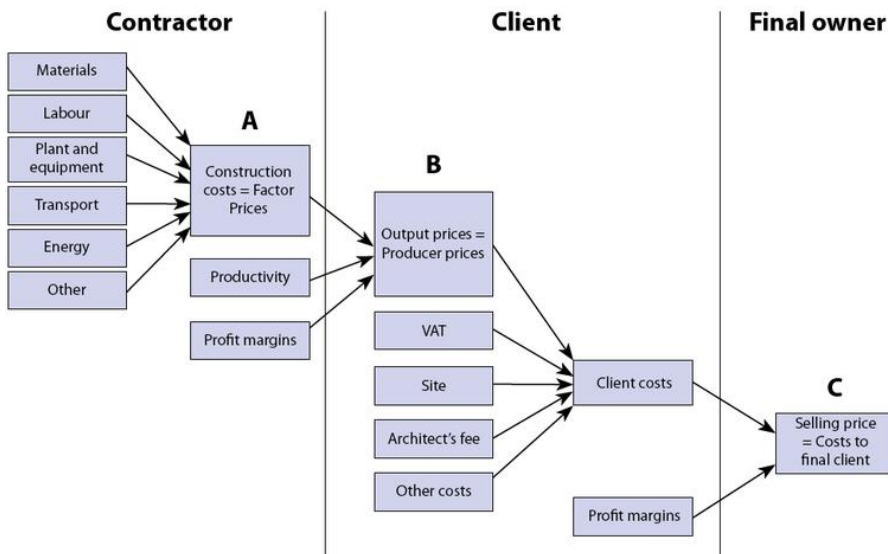 Contractor
Client
Final owner
Materials
Labour
Plant and
equipment
Transport
Energy
Other
A
Construction
costs = Factor
Prices
Productivity
Profit margins
B
Output prices =
Producer prices
VAT
Site
Architect's fee
Other costs
Client costs
Profit margins
C
Selling price
= Costs to
final client